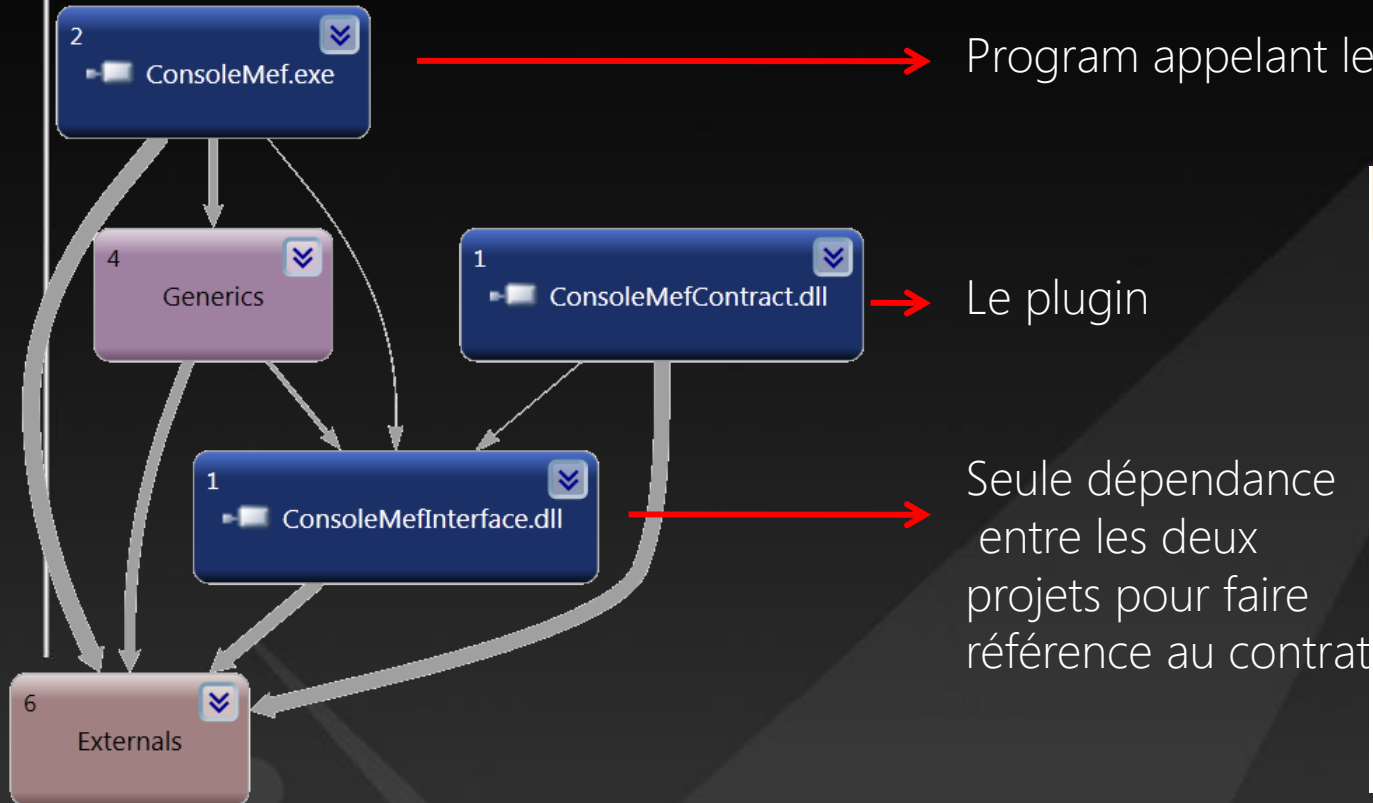 2
ConsoleMef.exe
Program appelant le
4
Generics
1
ConsoleMefContract.dll
Le plugin
1
ConsoleMefInterface.dll
Seule dépendance
entre les deux
projets pour faire
référence au contrat
6
Externals